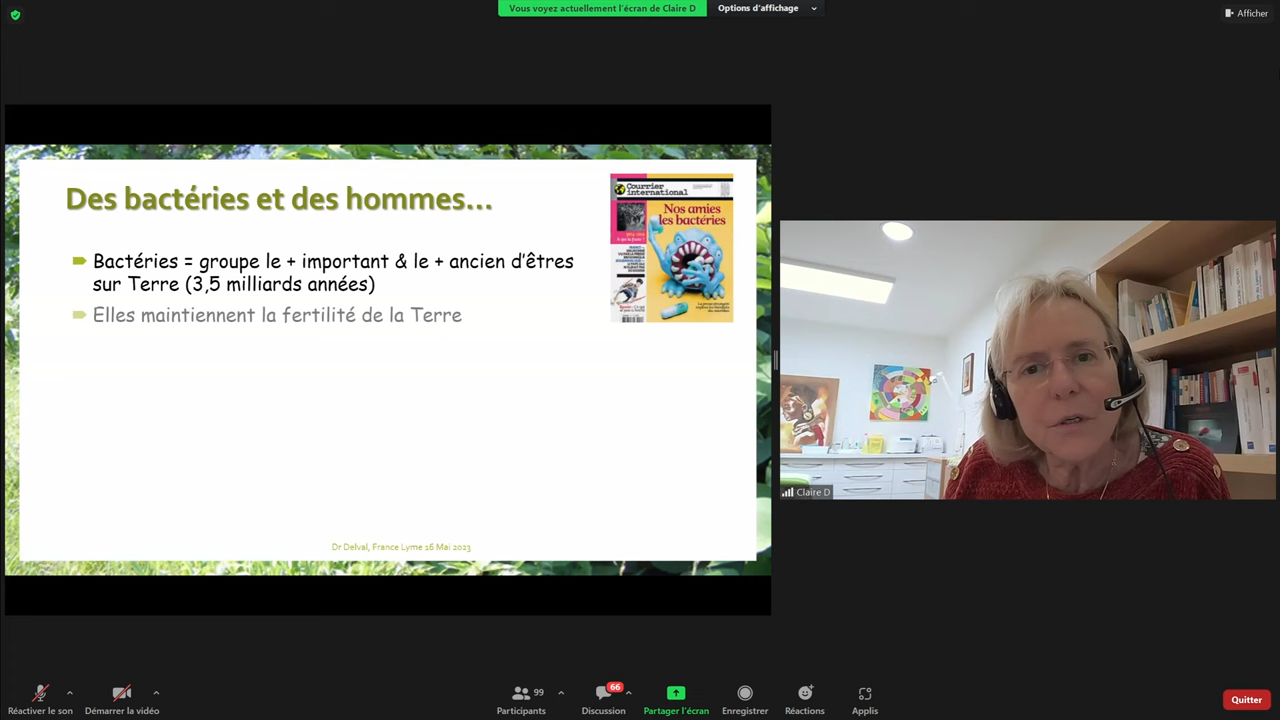 Vous voyez actuellement l'écran de Claire D
Options d'affichage
Afficher
Des bactéries et des hommes...
Bactéries = groupe le + important & le + ancien d'êtres
sur Terre (3,5 milliards années)
Elles maintiennent la fertilité de la Terre
Courrier
international
Nos amies
les bactéries
Dr Delval, France Lyme 16 Mai 2023
Claire D
Réactiver le son
Démarrer la vidéo
99
Participants
66
Discussion
Partager l'écran
Enregistrer
Réactions
Applis
Quitter